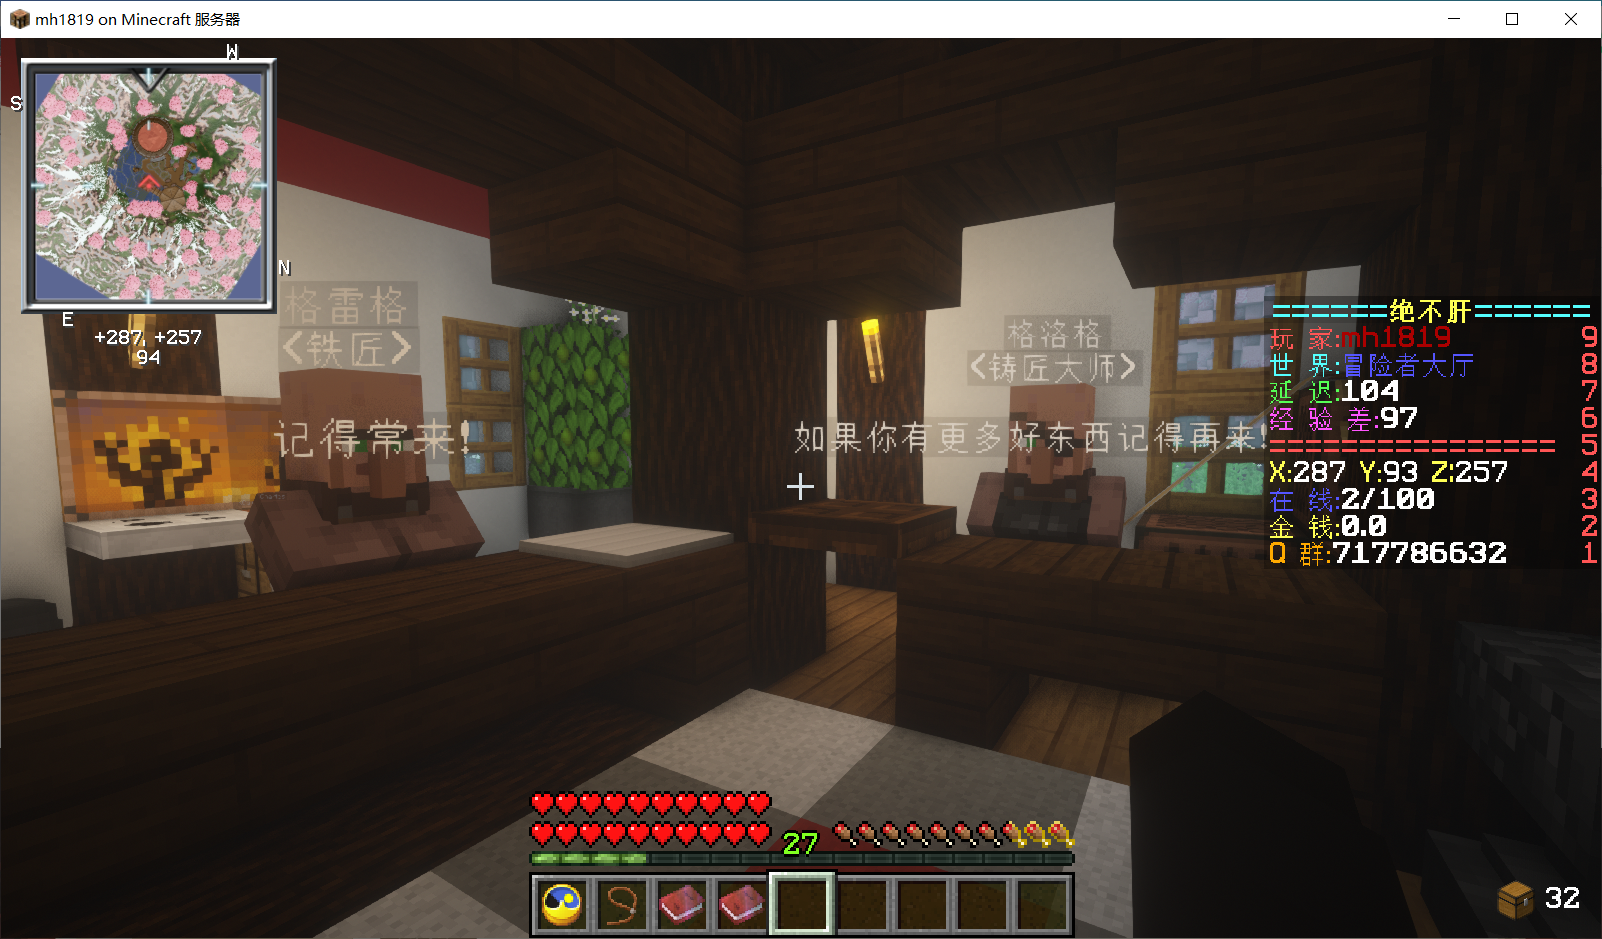 mh1819 on Minecraft 服务器
W
S
N
E
+287, +257
94
格雷格
<铁匠>
记得常来!
格洛格
<铸匠大师>
如果你有更多好东西记得再来!
======绝不肝======
玩 家:mh1819 9
世 界:冒险者大厅 8
延 迟:104 7
经 验 差:97 6
=============== 5
X:287 Y:93 Z:257 4
在 线:2/100 3
金 钱:0.0 2
Q 群:717786632 1
27
32